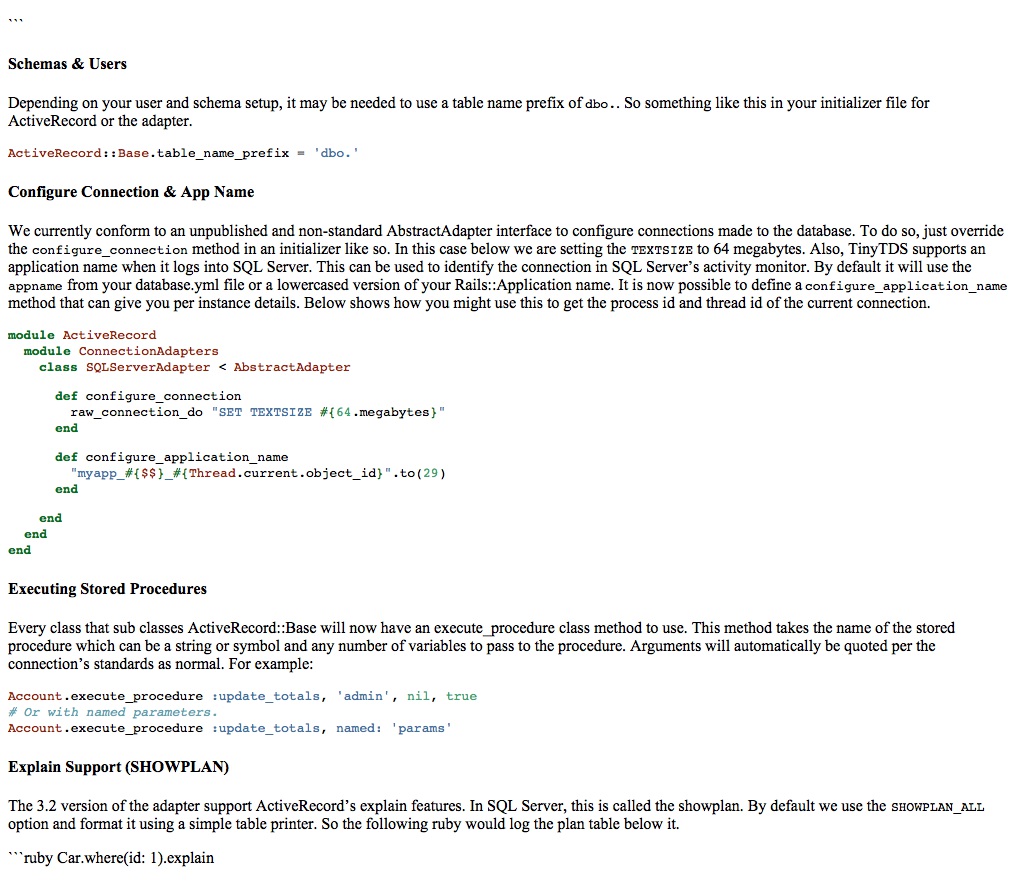 ```
Schemas & Users
Depending on your user and schema setup, it may be needed to use a table name prefix of dbo.. So something like this in your initializer file for
ActiveRecord or the adapter.
ActiveRecord::Base.table_name_prefix = 'dbo.'
Configure Connection & App Name
We currently conform to an unpublished and non-standard AbstractAdapter interface to configure connections made to the database. To do so, just override
the configure_connection method in an initializer like so. In this case below we are setting the TEXTSIZE to 64 megabytes. Also, TinyTDS supports an
application name when it logs into SQL Server. This can be used to identify the connection in SQL Server’s activity monitor. By default it will use the
appname from your database.yml file or a lowercased version of your Rails::Application name. It is now possible to define a configure_application_name
method that can give you per instance details. Below shows how you might use this to get the process id and thread id of the current connection.
module ActiveRecord
  module ConnectionAdapters
    class SQLServerAdapter < AbstractAdapter
      def configure_connection
        raw_connection_do "SET TEXTSIZE #{64.megabytes}"
      end
      def configure_application_name
        "myapp_#{$$}_#{Thread.current.object_id}".to(29)
      end
    end
  end
end
Executing Stored Procedures
Every class that sub classes ActiveRecord::Base will now have an execute_procedure class method to use. This method takes the name of the stored
procedure which can be a string or symbol and any number of variables to pass to the procedure. Arguments will automatically be quoted per the
connection’s standards as normal. For example:
Account.execute_procedure :update_totals, 'admin', nil, true
# Or with named parameters.
Account.execute_procedure :update_totals, named: 'params'
Explain Support (SHOWPLAN)
The 3.2 version of the adapter support ActiveRecord’s explain features. In SQL Server, this is called the showplan. By default we use the SHOWPLAN_ALL
option and format it using a simple table printer. So the following ruby would log the plan table below it.
```ruby Car.where(id: 1).explain